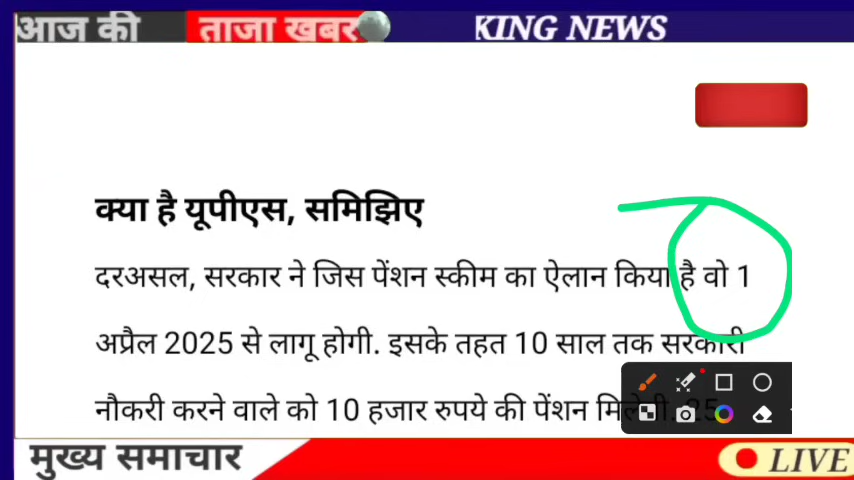 आज की ताजा खबर KING NEWS
क्या है यूपीएस, समिझिए
दरअसल, सरकार ने जिस पेंशन स्कीम का ऐलान किया है वो 1
अप्रैल 2025 से लागू होगी. इसके तहत 10 साल तक सरकारी
नौकरी करने वाले को 10 हजार रुपये की पेंशन मिलेगी. 25
मुख्य समाचार
LIVE